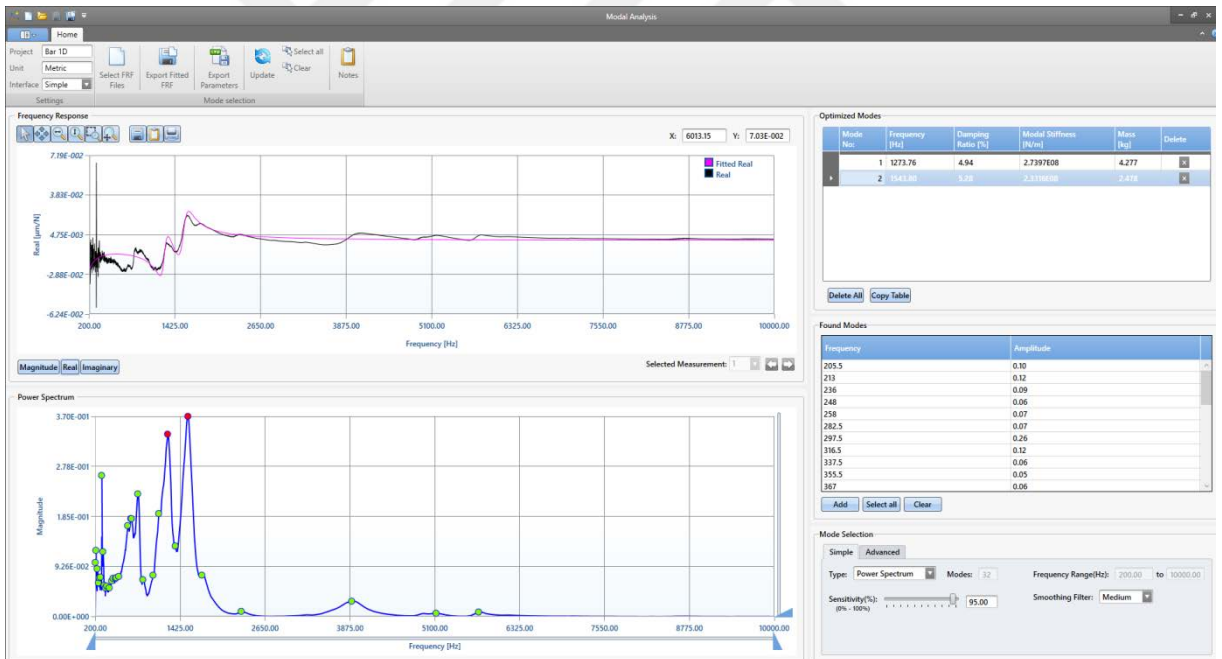 Modal Analysis
Home
Project Bar 1D
Unit Metric
Interface Simple
Select FRF Files
Export Fitted FRF
Export Parameters
Update
Select all
Clear
Notes
Settings
Mode selection
Frequency Response
X: 6013.15 Y: 7.03E-002
7.19E-002
3.83E-002
4.75E-003
-2.88E-002
-6.24E-002
Real [µm/N]
Fitted Real
Real
200.00 1425.00 2650.00 3875.00 5100.00 6325.00 7550.00 8775.00 10000.00
Frequency [Hz]
Magnitude Real Imaginary
Selected Measurement: 1
Power Spectrum
3.70E-001
2.78E-001
1.85E-001
9.26E-002
0.00E+000
Magnitude
200.00 1425.00 2650.00 3875.00 5100.00 6325.00 7550.00 8775.00 10000.00
Frequency [Hz]
Optimized Modes
Mode No: Frequency [Hz] Damping Ratio [%] Modal Stiffness [N/m] Mass [kg] Delete
1 1273.76 4.94 2.7397E08 4.277
2
Delete All Copy Table
Found Modes
Frequency Amplitude
205.5 0.10
213 0.12
236 0.09
248 0.06
258 0.07
282.5 0.07
297.5 0.26
316.5 0.12
337.5 0.06
355.5 0.05
367 0.06
Add Select all Clear
Mode Selection
Simple Advanced
Type: Power Spectrum Modes: 32 Frequency Range(Hz): 200.00 to 10000.00
Sensitivity(%): 95.00 Smoothing Filter: Medium
(0% - 100%)